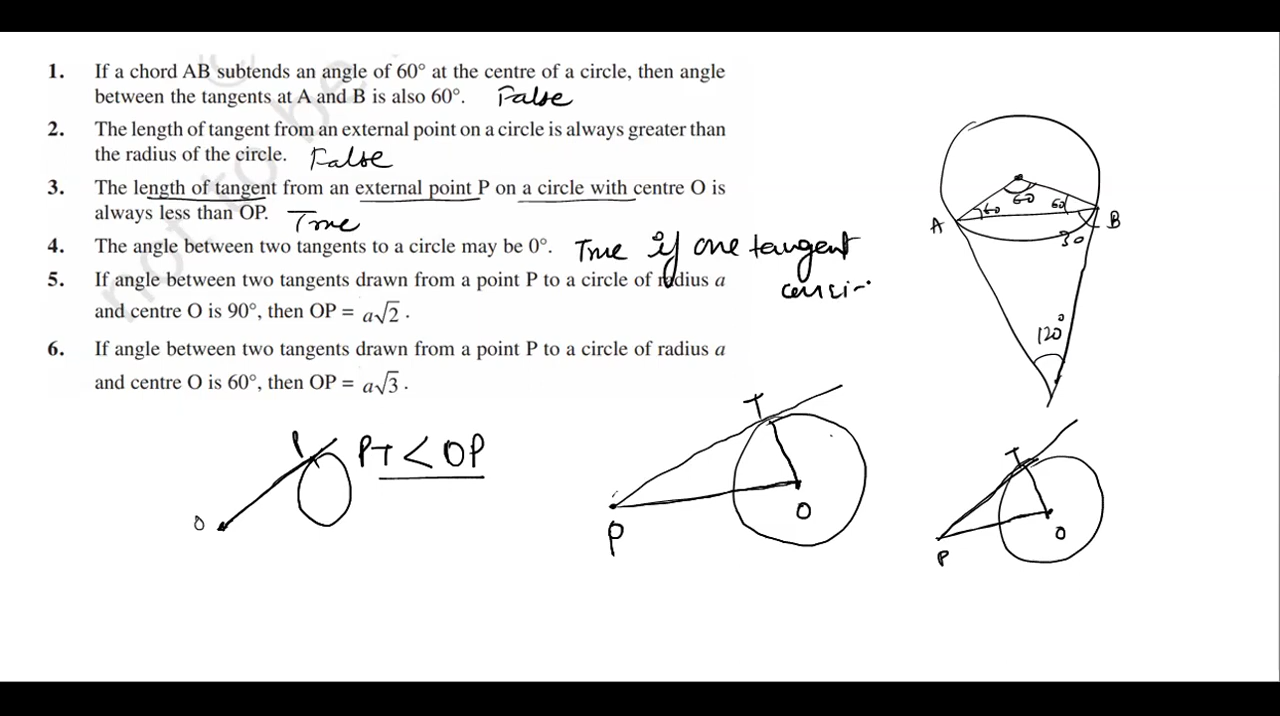 1. If a chord AB subtends an angle of 60° at the centre of a circle, then angle
between the tangents at A and B is also 60°. False
2. The length of tangent from an external point on a circle is always greater than
the radius of the circle. False
3. The length of tangent from an external point P on a circle with centre O is
always less than OP. True
4. The angle between two tangents to a circle may be 0°. True if one tangent
5. If angle between two tangents drawn from a point P to a circle of radius a
and centre O is 90°, then OP = a√2.
6. If angle between two tangents drawn from a point P to a circle of radius a
and centre O is 60°, then OP = a√3.
60 60 60
A B
30
120°
PT < OP
O
T
P O
T
P O
not to be